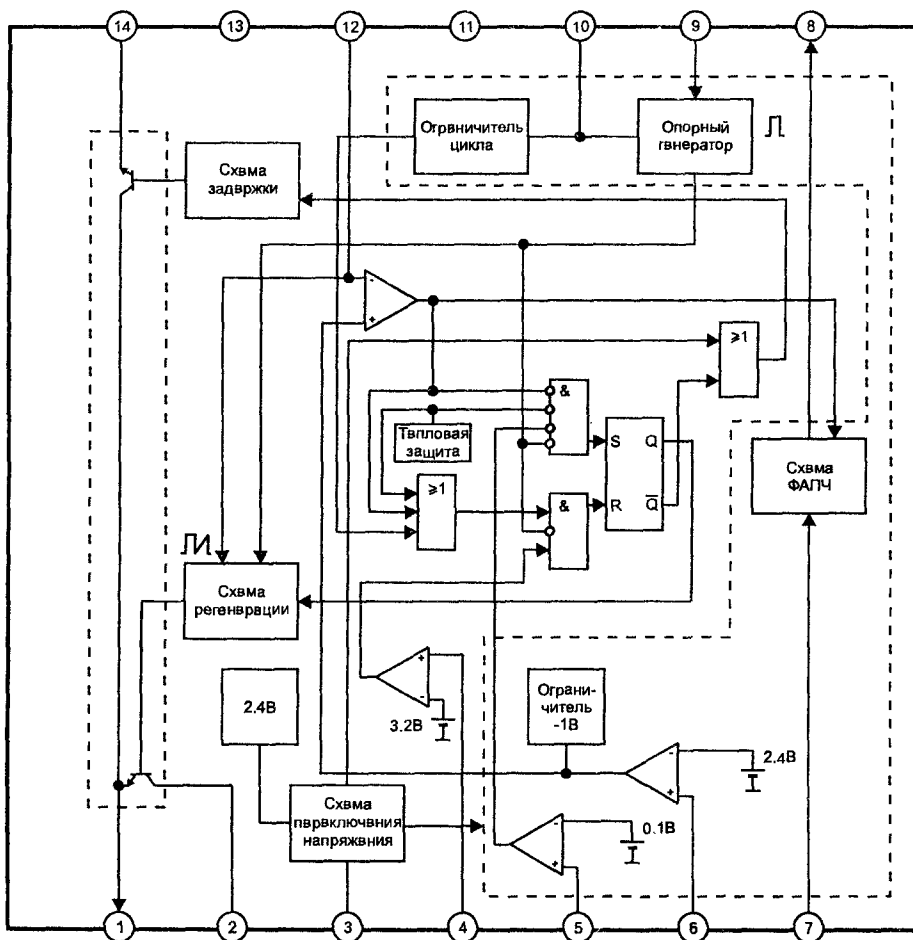 14 13 12 11 10 9 8
Огрвничитель
цикла
Опорный
гвнератор
Схвма
задвржки
-
+
≥1
&
Твпловая
защита
S Q
R Q̅
≥1
&
Схвма
ФАПЧ
Схвма
регенврации
2.4В
+
-
3.2В
Ограни-
читель
-1В
-
+
2.4В
Схвма
пврвключвния
напряжвния
-
+
0.1В
1 2 3 4 5 6 7